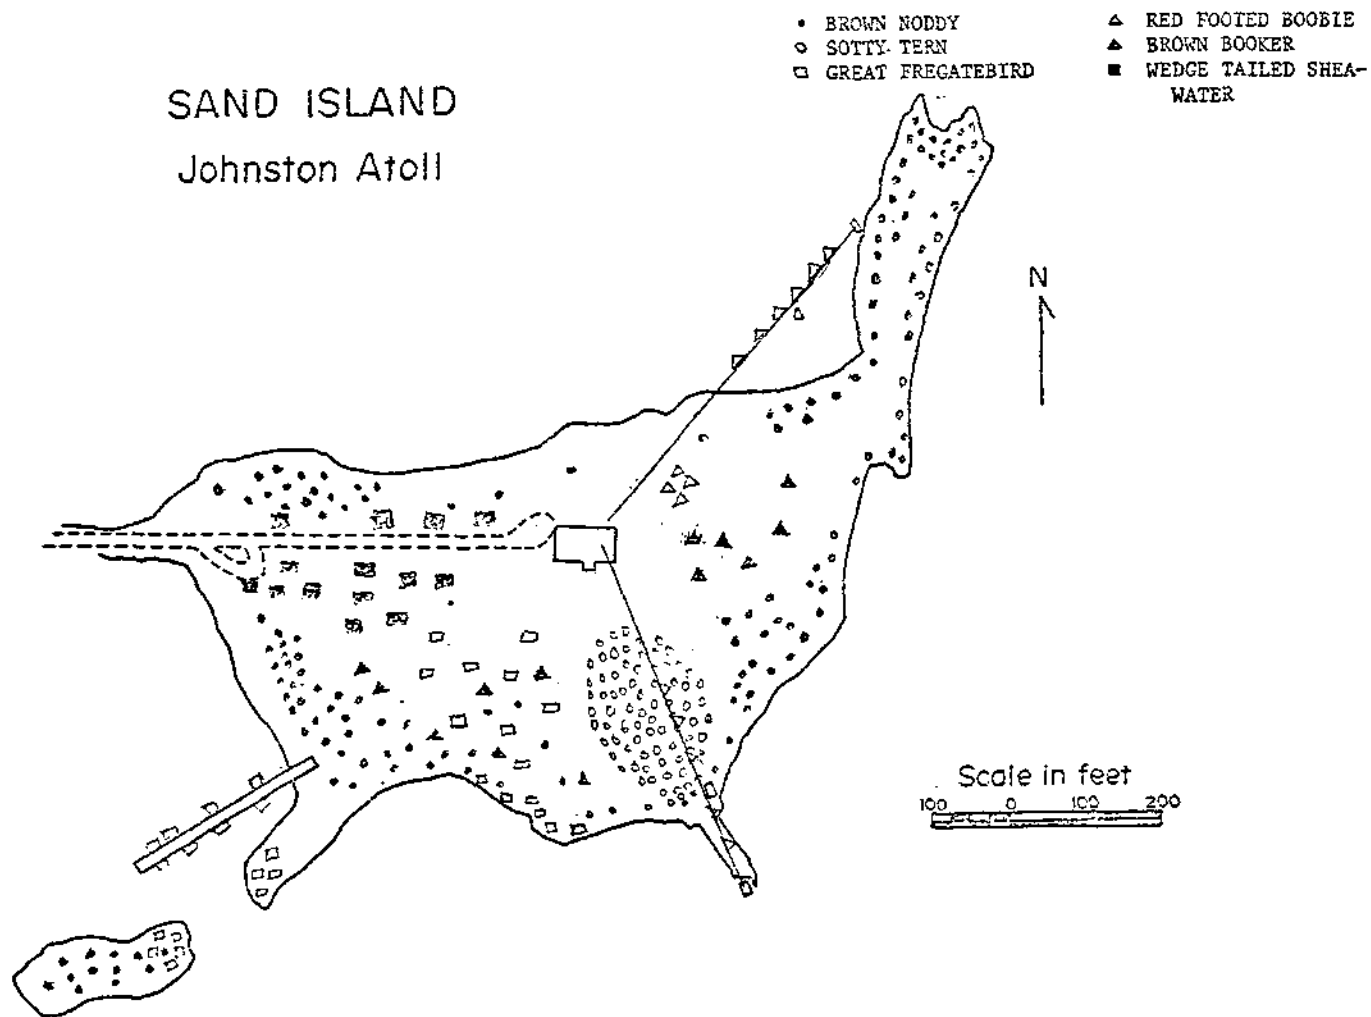 BROWN NODDY
SOTTY TERN
GREAT FREGATEBIRD
RED FOOTED BOOBIE
BROWN BOOKER
WEDGE TAILED SHEA-
WATER
SAND ISLAND
Johnston Atoll
N
Scale in feet
100 0 100 200